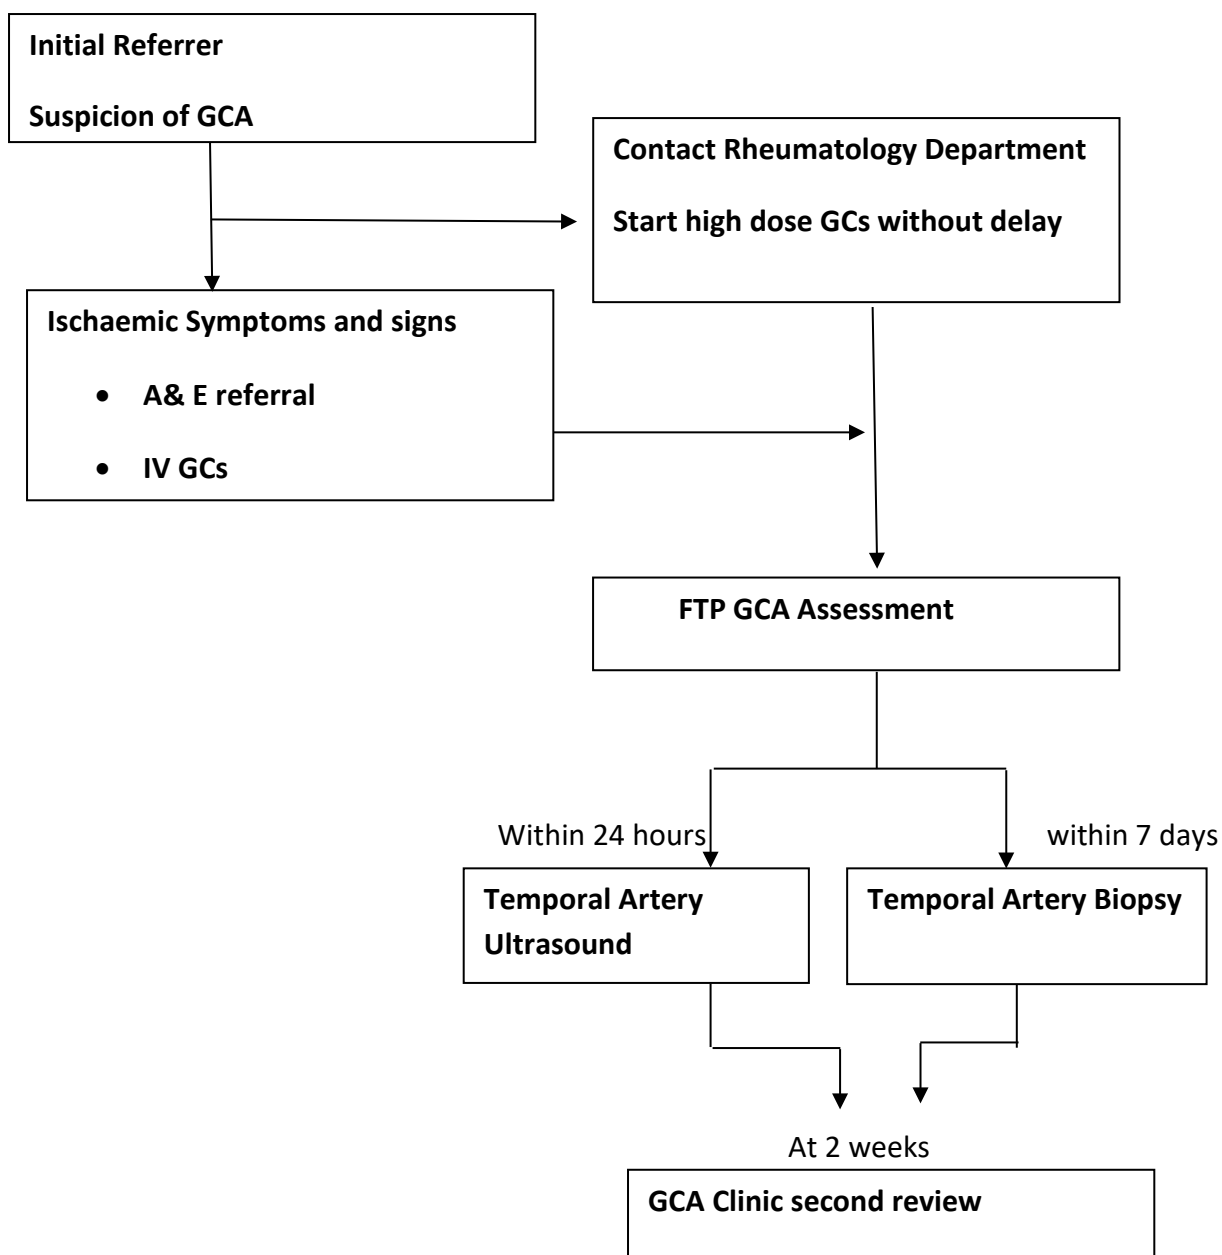 Initial Referrer
Suspicion of GCA
Contact Rheumatology Department
Start high dose GCs without delay
Ischaemic Symptoms and signs
• A& E referral
• IV GCs
FTP GCA Assessment
Within 24 hours
within 7 days
Temporal Artery
Ultrasound
Temporal Artery Biopsy
At 2 weeks
GCA Clinic second review